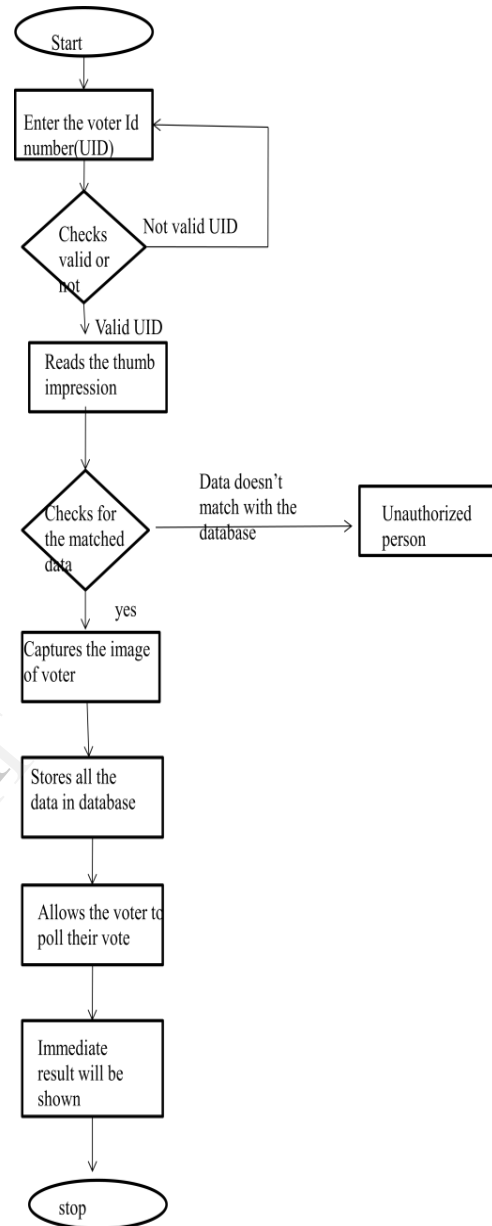 Start
Enter the voter Id
number(UID)
Checks
valid or
not
Not valid UID
Valid UID
Reads the thumb
impression
Checks for
the matched
data
Data doesn’t
match with the
database
Unauthorized
person
yes
Captures the image
of voter
Stores all the
data in database
Allows the voter to
poll their vote
Immediate
result will be
shown
stop